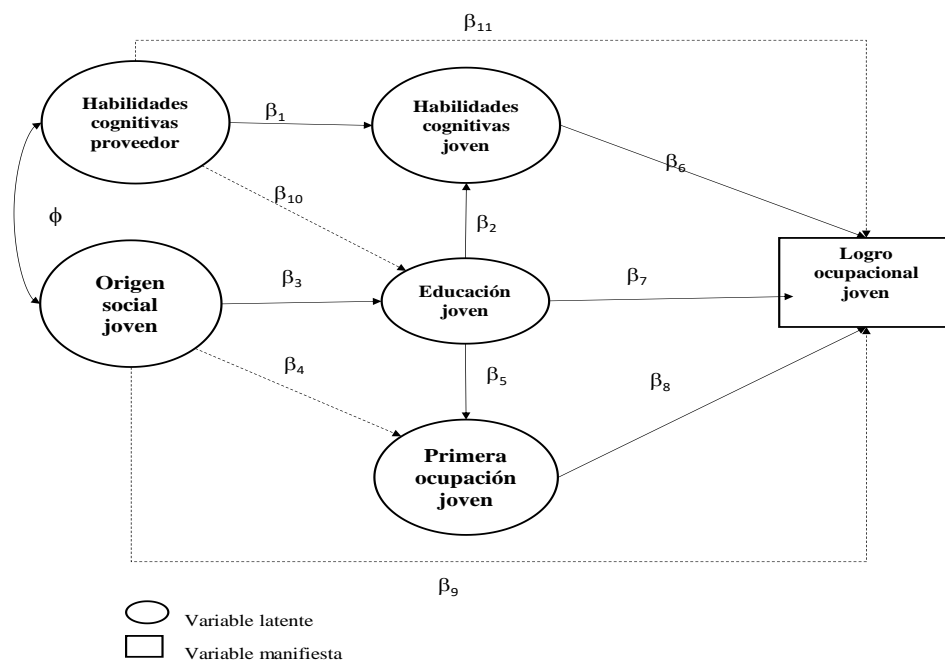 β11
Habilidades
cognitivas
proveedor
β1
Habilidades
cognitivas
joven
β6
β10
ϕ
β2
Logro
ocupacional
joven
Origen
social
joven
β3
Educación
joven
β7
β4
β5
β8
Primera
ocupación
joven
β9
Variable latente
Variable manifiesta